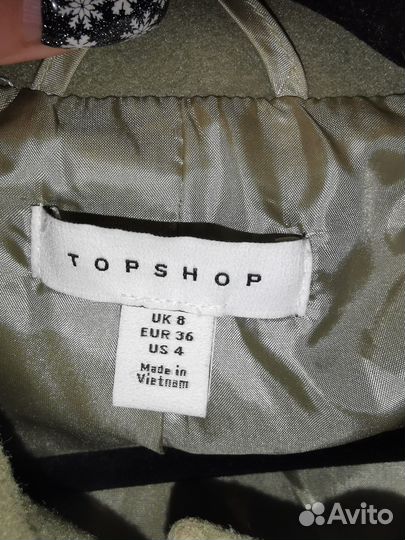 TOPSHOP
UK 8
EUR 36
US 4
Made in
Vietnam
Avito